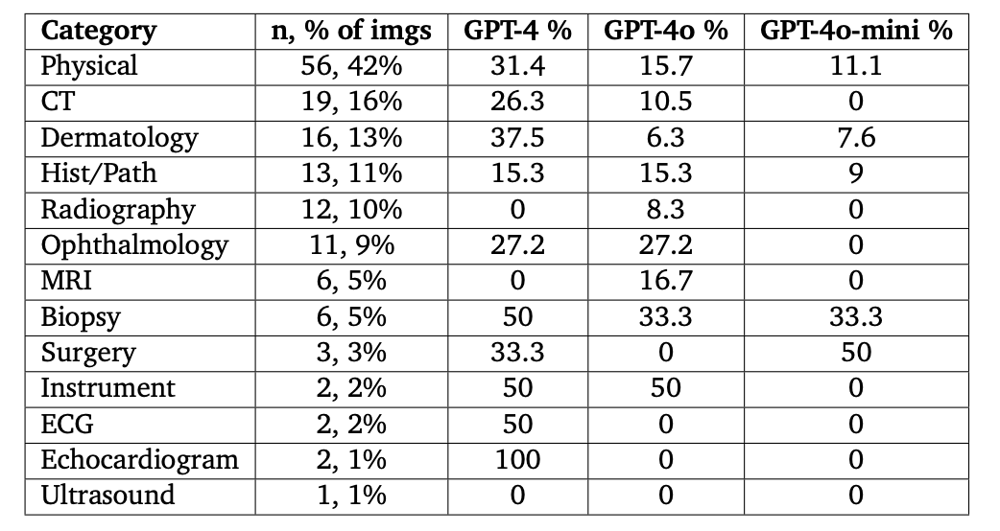 Category n, % of imgs GPT-4 % GPT-4o % GPT-4o-mini %
Physical 56, 42% 31.4 15.7 11.1
CT 19, 16% 26.3 10.5 0
Dermatology 16, 13% 37.5 6.3 7.6
Hist/Path 13, 11% 15.3 15.3 9
Radiography 12, 10% 0 8.3 0
Ophthalmology 11, 9% 27.2 27.2 0
MRI 6, 5% 0 16.7 0
Biopsy 6, 5% 50 33.3 33.3
Surgery 3, 3% 33.3 0 50
Instrument 2, 2% 50 50 0
ECG 2, 2% 50 0 0
Echocardiogram 2, 1% 100 0 0
Ultrasound 1, 1% 0 0 0